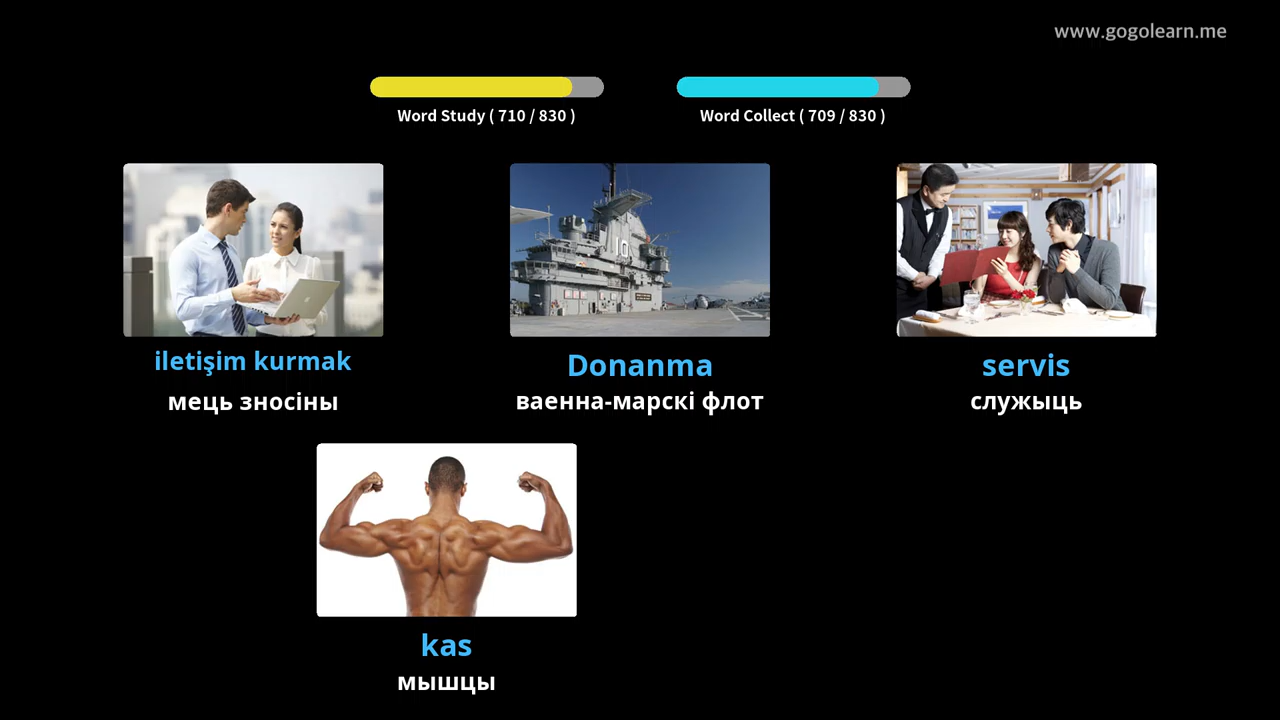 www.gogolearn.me
Word Study ( 710 / 830 )
Word Collect ( 709 / 830 )
10
iletişim kurmak
Donanma
servis
мець зносіны
ваенна-марскі флот
служыць
kas
мышцы